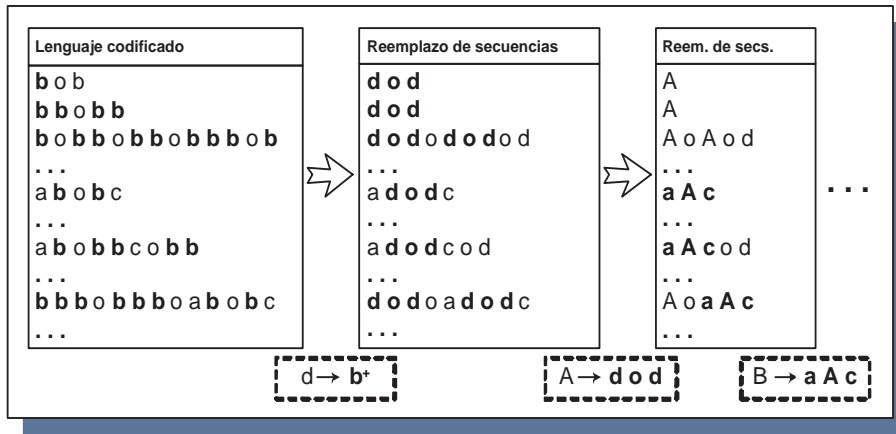 Lenguaje codificado
b o b
b b o b b
b o b b o b b o b b b o b
. . .
a b o b c
. . .
a b o b b c o b b
. . .
b b b o b b b o a b o b c
. . .
d → b+
Reemplazo de secuencias
d o d
d o d
d o d o d o d o d
. . .
a d o d c
. . .
a d o d c o d
. . .
d o d o a d o d c
. . .
A → d o d
Reem. de secs.
A
A
A o A o d
. . .
a A c
. . .
a A c o d
. . .
A o a A c
. . .
B → a A c
. . .